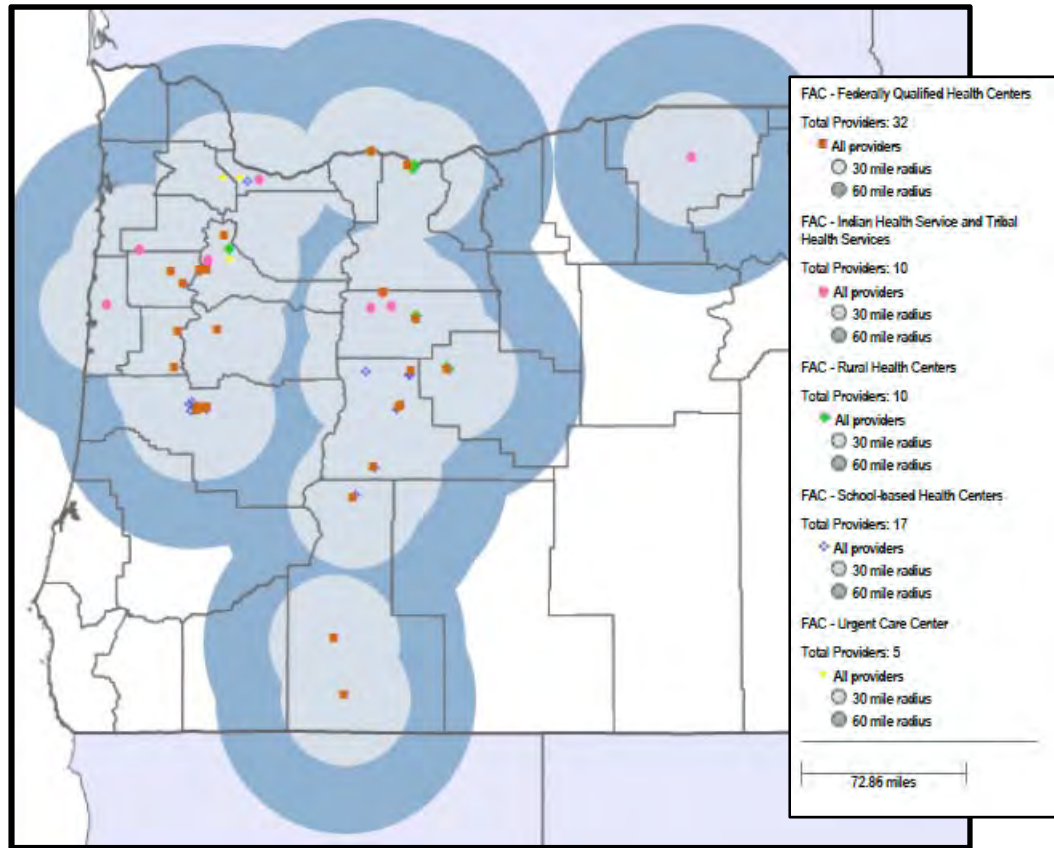 FAC - Federally Qualified Health Centers
Total Providers: 32
All providers
30 mile radius
60 mile radius
FAC - Indian Health Service and Tribal
Health Services
Total Providers: 10
All providers
30 mile radius
60 mile radius
FAC - Rural Health Centers
Total Providers: 10
All providers
30 mile radius
60 mile radius
FAC - School-based Health Centers
Total Providers: 17
All providers
30 mile radius
60 mile radius
FAC - Urgent Care Center
Total Providers: 5
All providers
30 mile radius
60 mile radius
72.86 miles